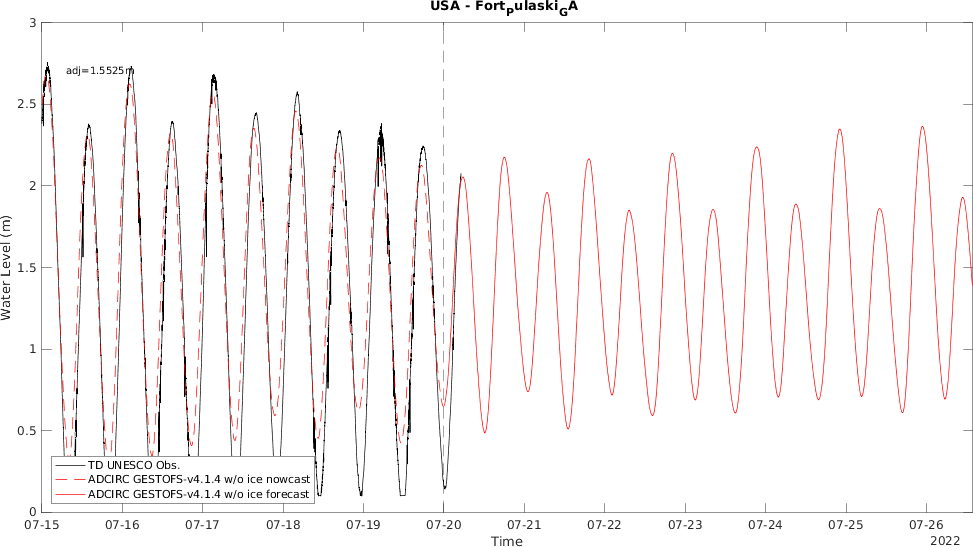 USA - FortPulaskiGA
adj=1.5525m
3
2.5
2
1.5
1
0.5
0
Water Level (m)
TD UNESCO Obs.
ADCIRC GESTOFS-v4.1.4 w/o ice nowcast
ADCIRC GESTOFS-v4.1.4 w/o ice forecast
07-15 07-16 07-17 07-18 07-19 07-20 07-21 07-22 07-23 07-24 07-25 07-26
Time
2022